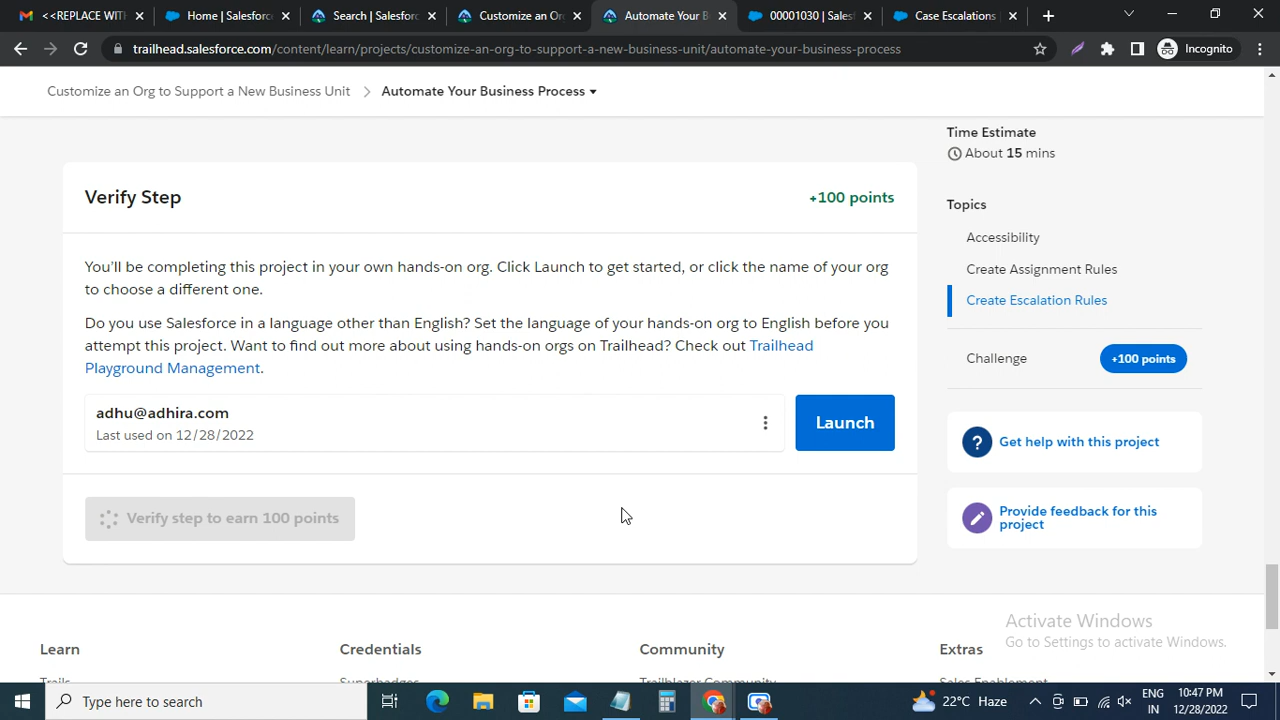 <<REPLACE WITH
Home | Salesforc
Search | Salesforc
Customize an Org
Automate Your B
00001030 | Sales
Case Escalations
trailhead.salesforce.com/content/learn/projects/customize-an-org-to-support-a-new-business-unit/automate-your-business-process
Incognito
Customize an Org to Support a New Business Unit > Automate Your Business Process
Time Estimate
About 15 mins
Verify Step
+100 points
Topics
Accessibility
You'll be completing this project in your own hands-on org. Click Launch to get started, or click the name of your org
to choose a different one.
Create Assignment Rules
Create Escalation Rules
Do you use Salesforce in a language other than English? Set the language of your hands-on org to English before you
attempt this project. Want to find out more about using hands-on orgs on Trailhead? Check out Trailhead
Playground Management.
Challenge
+100 points
adhu@adhira.com
Last used on 12/28/2022
Launch
Get help with this project
Verify step to earn 100 points
Provide feedback for this
project
Activate Windows
Go to Settings to activate Windows.
Learn
Credentials
Community
Extras
Trails
Superbadges
Trailblazer Community
Sales Enablement
Type here to search
22°C Haze
ENG
IN
10:47 PM
12/28/2022